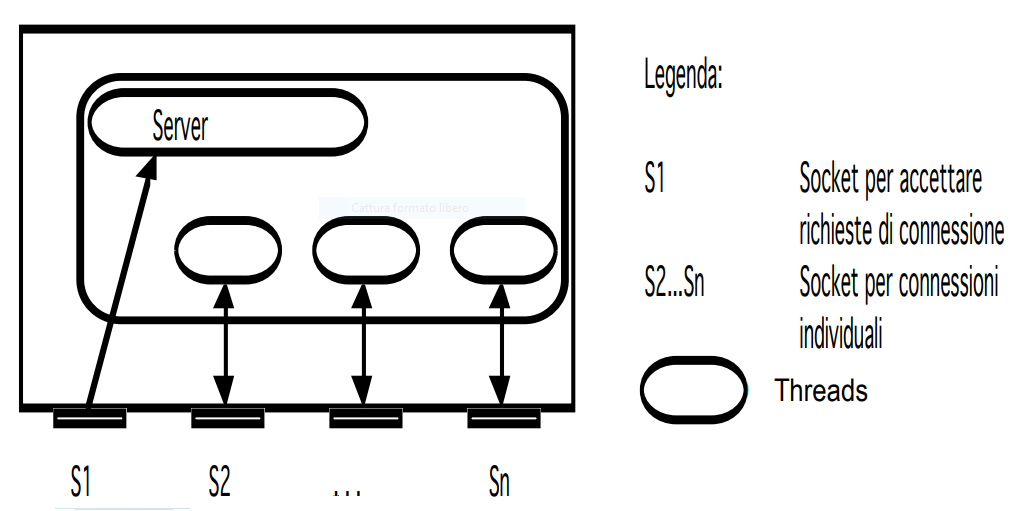 Legenda:
Server
S1
Socket per accettare
richieste di connessione
Cattura formato libero
S2...Sn
Socket per connessioni
individuali
Threads
S1
S2
...
Sn